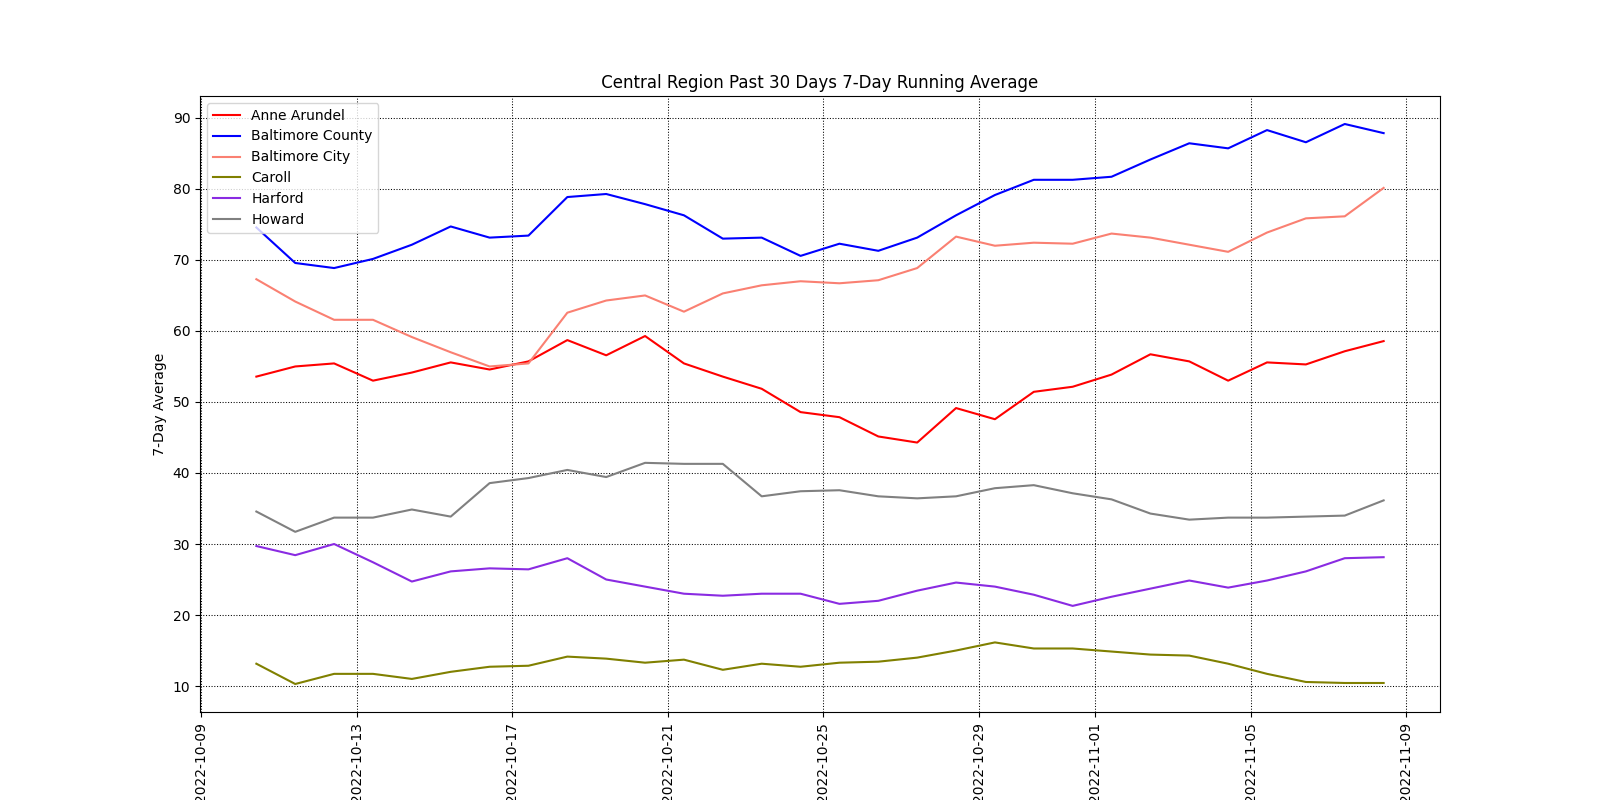 Central Region Past 30 Days 7-Day Running Average
Anne Arundel
Baltimore County
Baltimore City
Caroll
Harford
Howard
7-Day Average
90
80
70
60
50
40
30
20
10
2022-10-09
2022-10-13
2022-10-17
2022-10-21
2022-10-25
2022-10-29
2022-11-01
2022-11-05
2022-11-09